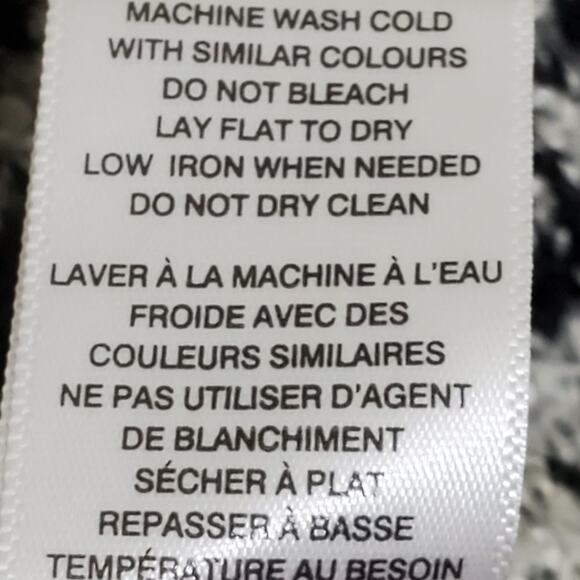 MACHINE WASH COLD
WITH SIMILAR COLOURS
DO NOT BLEACH
LAY FLAT TO DRY
LOW IRON WHEN NEEDED
DO NOT DRY CLEAN
LAVER À LA MACHINE À L'EAU
FROIDE AVEC DES
COULEURS SIMILAIRES
NE PAS UTILISER D'AGENT
DE BLANCHIMENT
SÉCHER À PLAT
REPASSER À BASSE
TEMPÉRATURE AU BESOIN